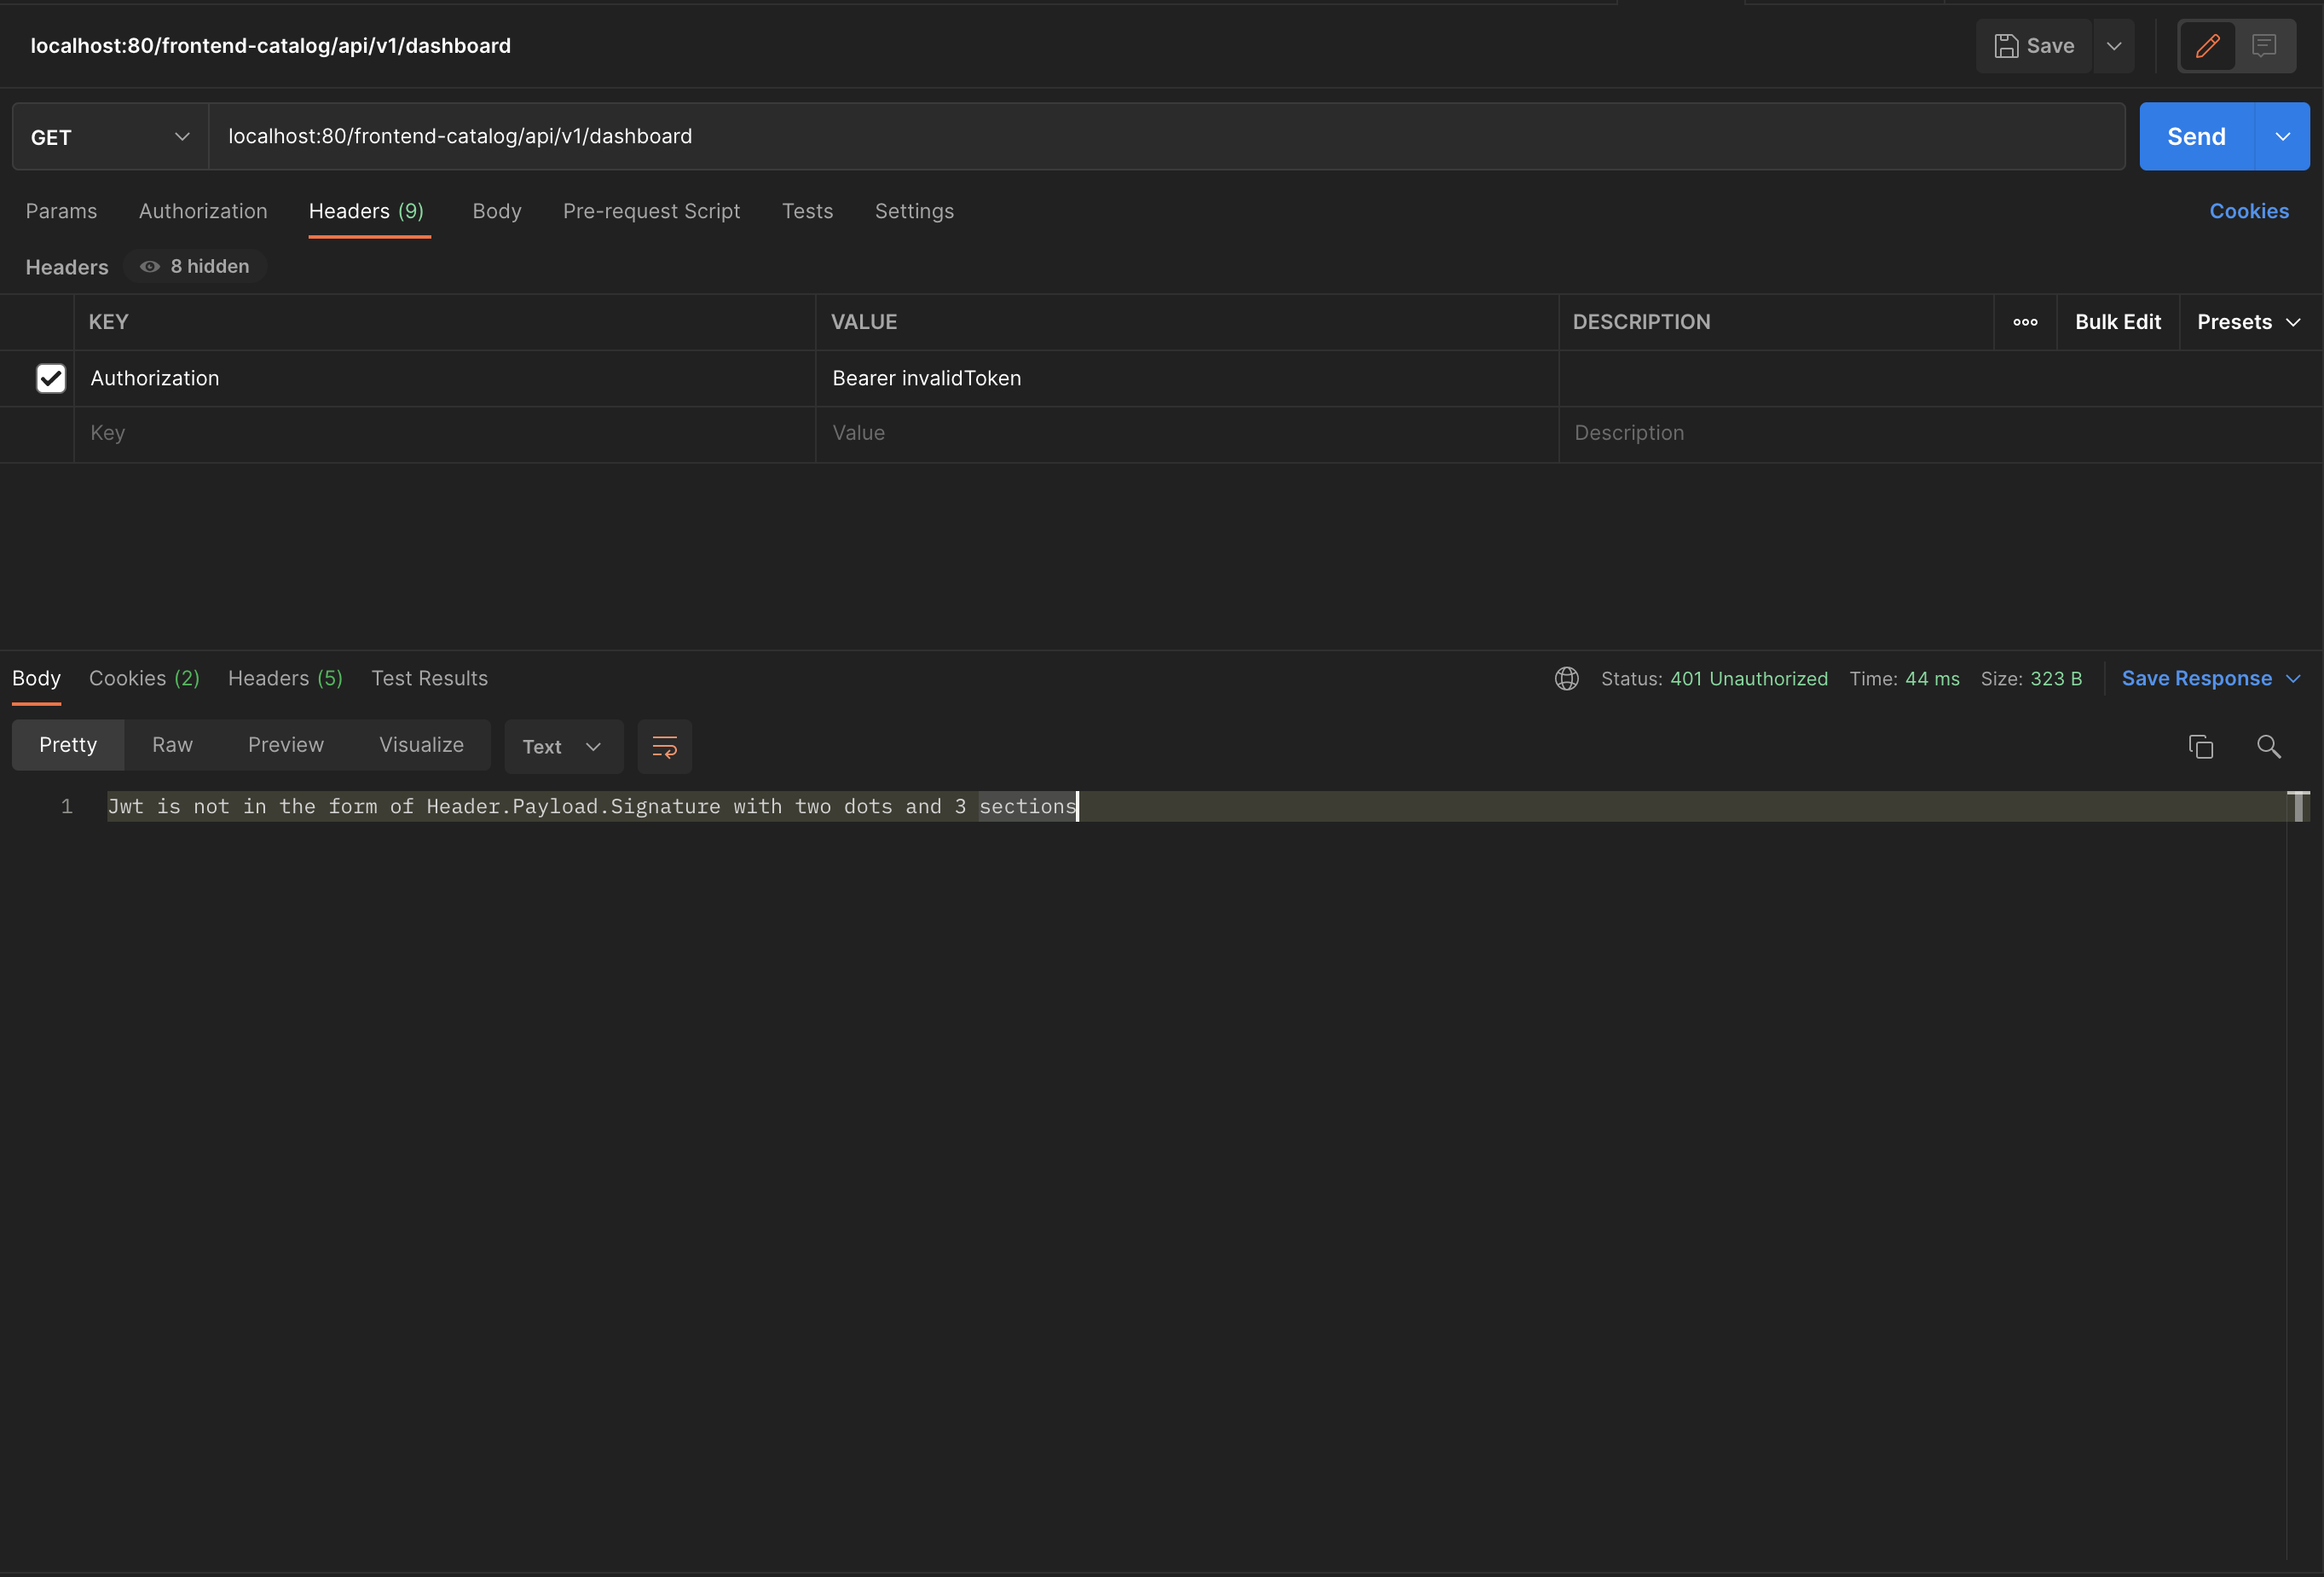 localhost:80/frontend-catalog/api/v1/dashboard
Save
GET
localhost:80/frontend-catalog/api/v1/dashboard
Send
Params Authorization Headers (9) Body Pre-request Script Tests Settings Cookies
Headers 8 hidden
KEY VALUE DESCRIPTION Bulk Edit Presets
Authorization Bearer invalidToken
Key Value Description
Body Cookies (2) Headers (5) Test Results Status: 401 Unauthorized Time: 44 ms Size: 323 B Save Response
Pretty Raw Preview Visualize Text
1 Jwt is not in the form of Header.Payload.Signature with two dots and 3 sections